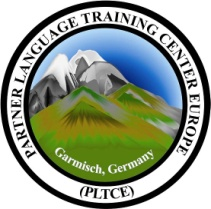 PARTNER LANGUAGE TRAINING CENTER EUROPE
Garmisch, Germany
(PLTCE)